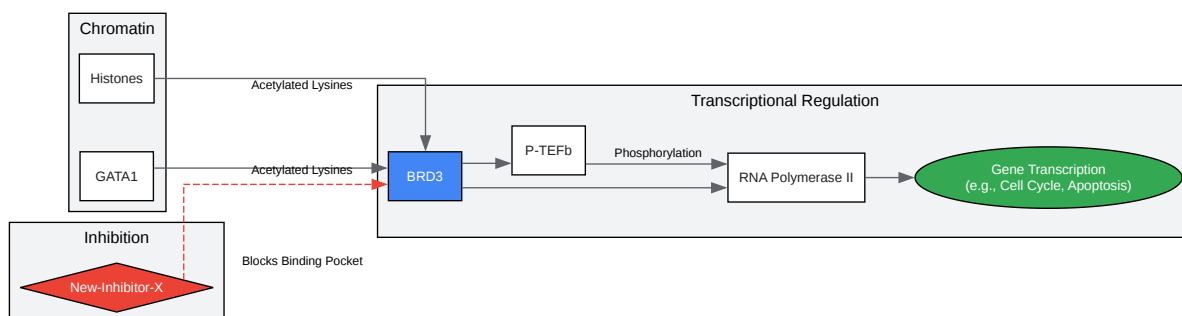 Chromatin
Histones
Acetylated Lysines
Transcriptional Regulation
P-TEFb
Phosphorylation
GATA1
Acetylated Lysines
BRD3
RNA Polymerase II
Gene Transcription
(e.g., Cell Cycle, Apoptosis)
Inhibition
Blocks Binding Pocket
New-Inhibitor-X